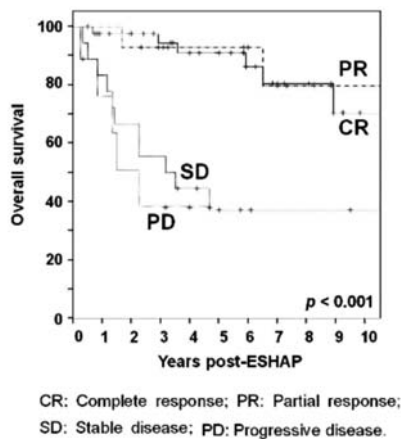 100
80
60
40
20
0
Overall survival
PR
CR
SD
PD
p < 0.001
0 1 2 3 4 5 6 7 8 9 10
Years post-ESHAP
CR: Complete response; PR: Partial response;
SD: Stable disease; PD: Progressive disease.